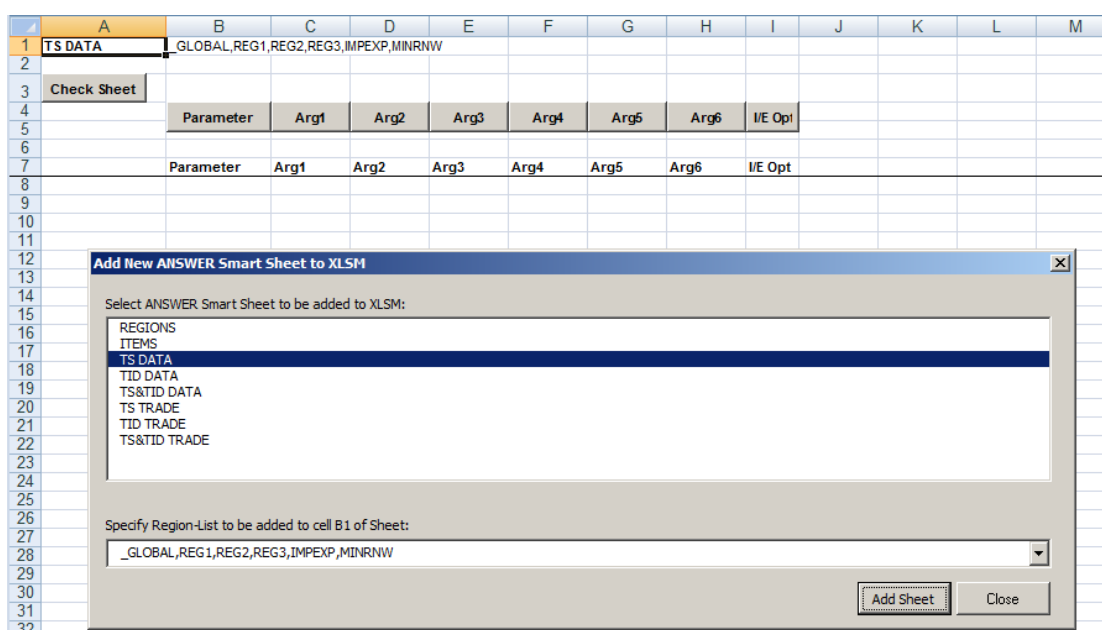 A B C D E F G H I J K L M
1 TS DATA _GLOBAL,REG1,REG2,REG3,IMPEXP,MINRNW
2
3 Check Sheet
4
Parameter Arg1 Arg2 Arg3 Arg4 Arg5 Arg6 I/E Opt
5
6
7 Parameter Arg1 Arg2 Arg3 Arg4 Arg5 Arg6 I/E Opt
8
9
10
11
12 Add New ANSWER Smart Sheet to XLSM
13
14 Select ANSWER Smart Sheet to be added to XLSM:
15
16 REGIONS
17 ITEMS
TS DATA
18 TID DATA
19 TS&TID DATA
20 TS TRADE
21 TID TRADE
22 TS&TID TRADE
23
24
25
26 Specify Region-List to be added to cell B1 of Sheet:
27
28 _GLOBAL,REG1,REG2,REG3,IMPEXP,MINRNW
29
30 Add Sheet Close
31
32